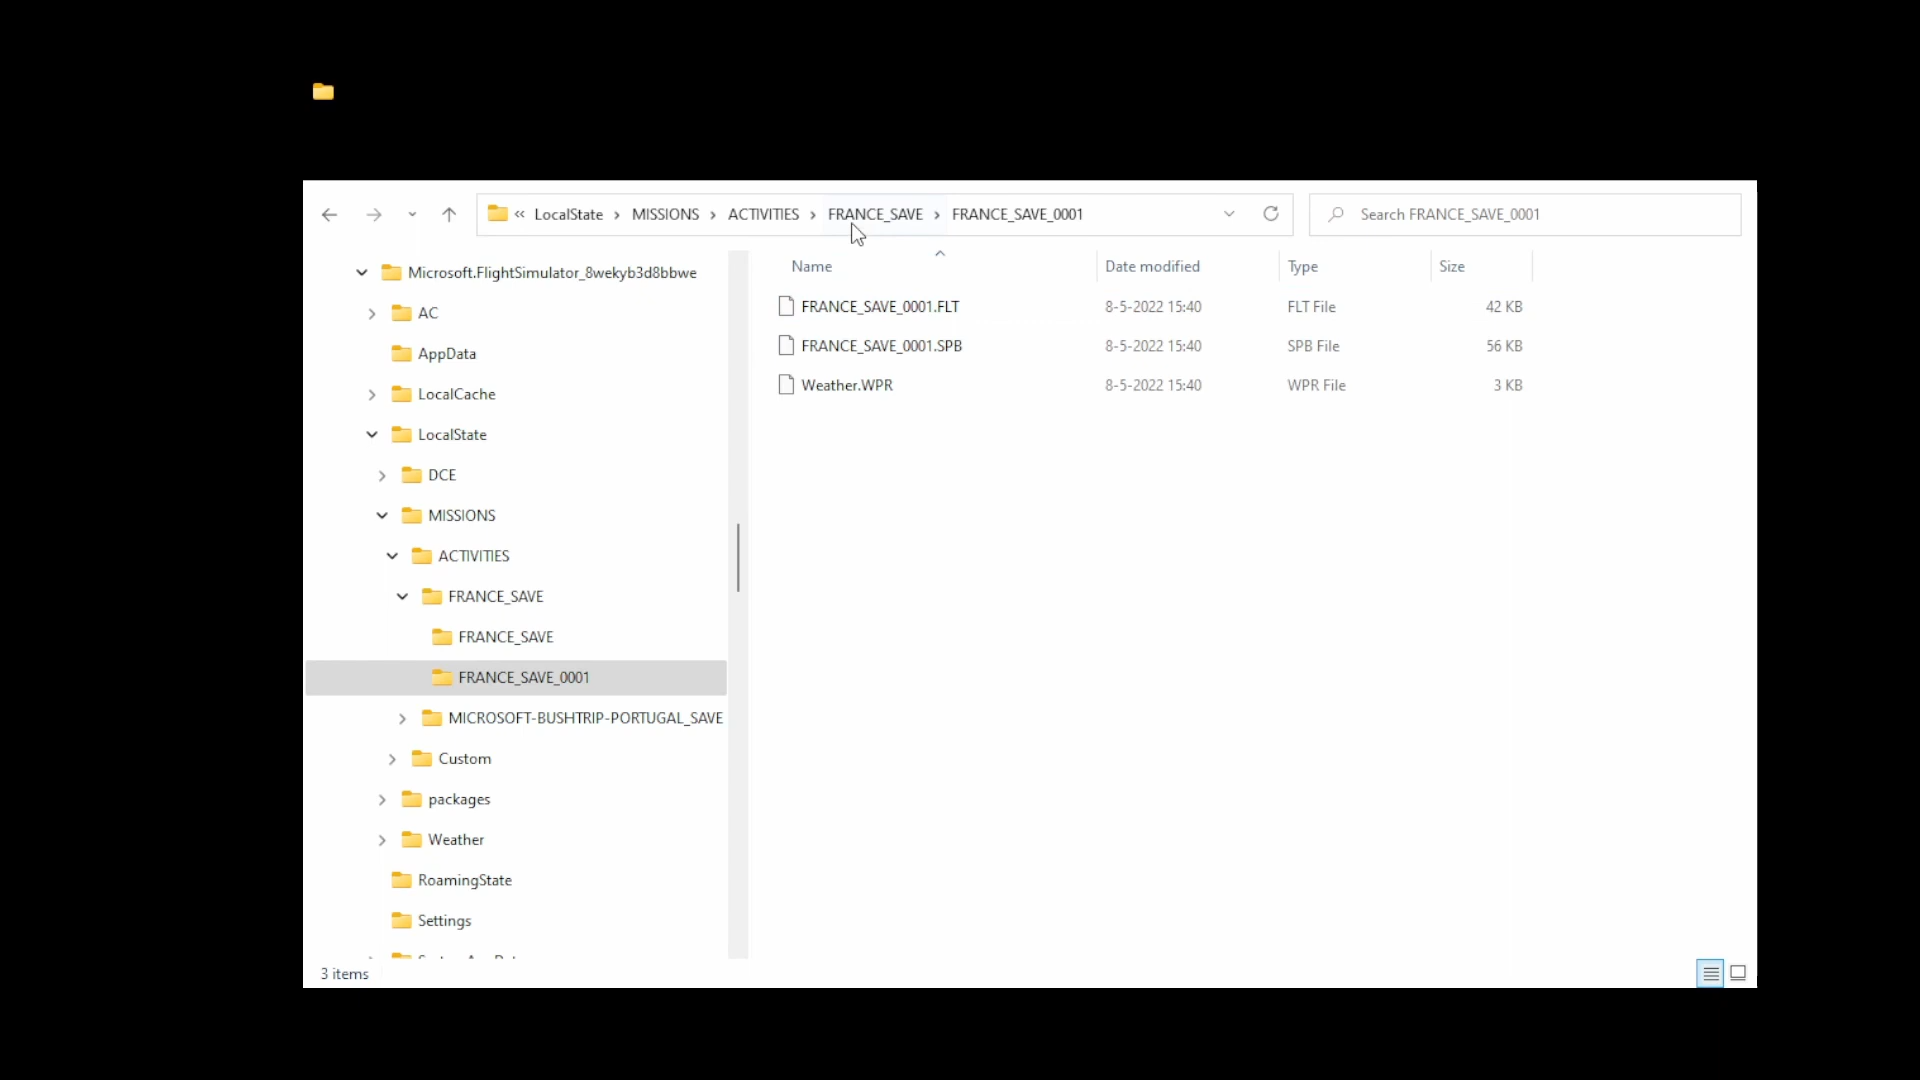 « LocalState > MISSIONS > ACTIVITIES > FRANCE_SAVE > FRANCE_SAVE_0001
Search FRANCE_SAVE_0001
Microsoft.FlightSimulator_8wekyb3d8bbwe
AC
AppData
LocalCache
LocalState
DCE
MISSIONS
ACTIVITIES
FRANCE_SAVE
FRANCE_SAVE
FRANCE_SAVE_0001
MICROSOFT-BUSHTRIP-PORTUGAL_SAVE
Custom
packages
Weather
RoamingState
Settings
Name Date modified Type Size
FRANCE_SAVE_0001.FLT 8-5-2022 15:40 FLT File 42 KB
FRANCE_SAVE_0001.SPB 8-5-2022 15:40 SPB File 56 KB
Weather.WPR 8-5-2022 15:40 WPR File 3 KB
3 items